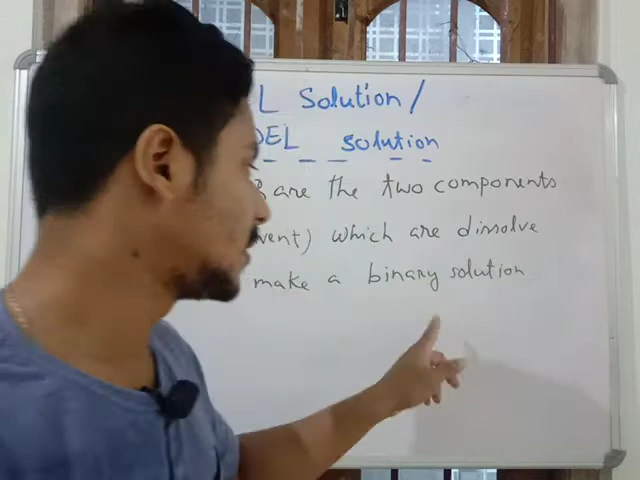 L Solution /
DEL solution
B are the two components
vent) which are dissolve
make a binary solution